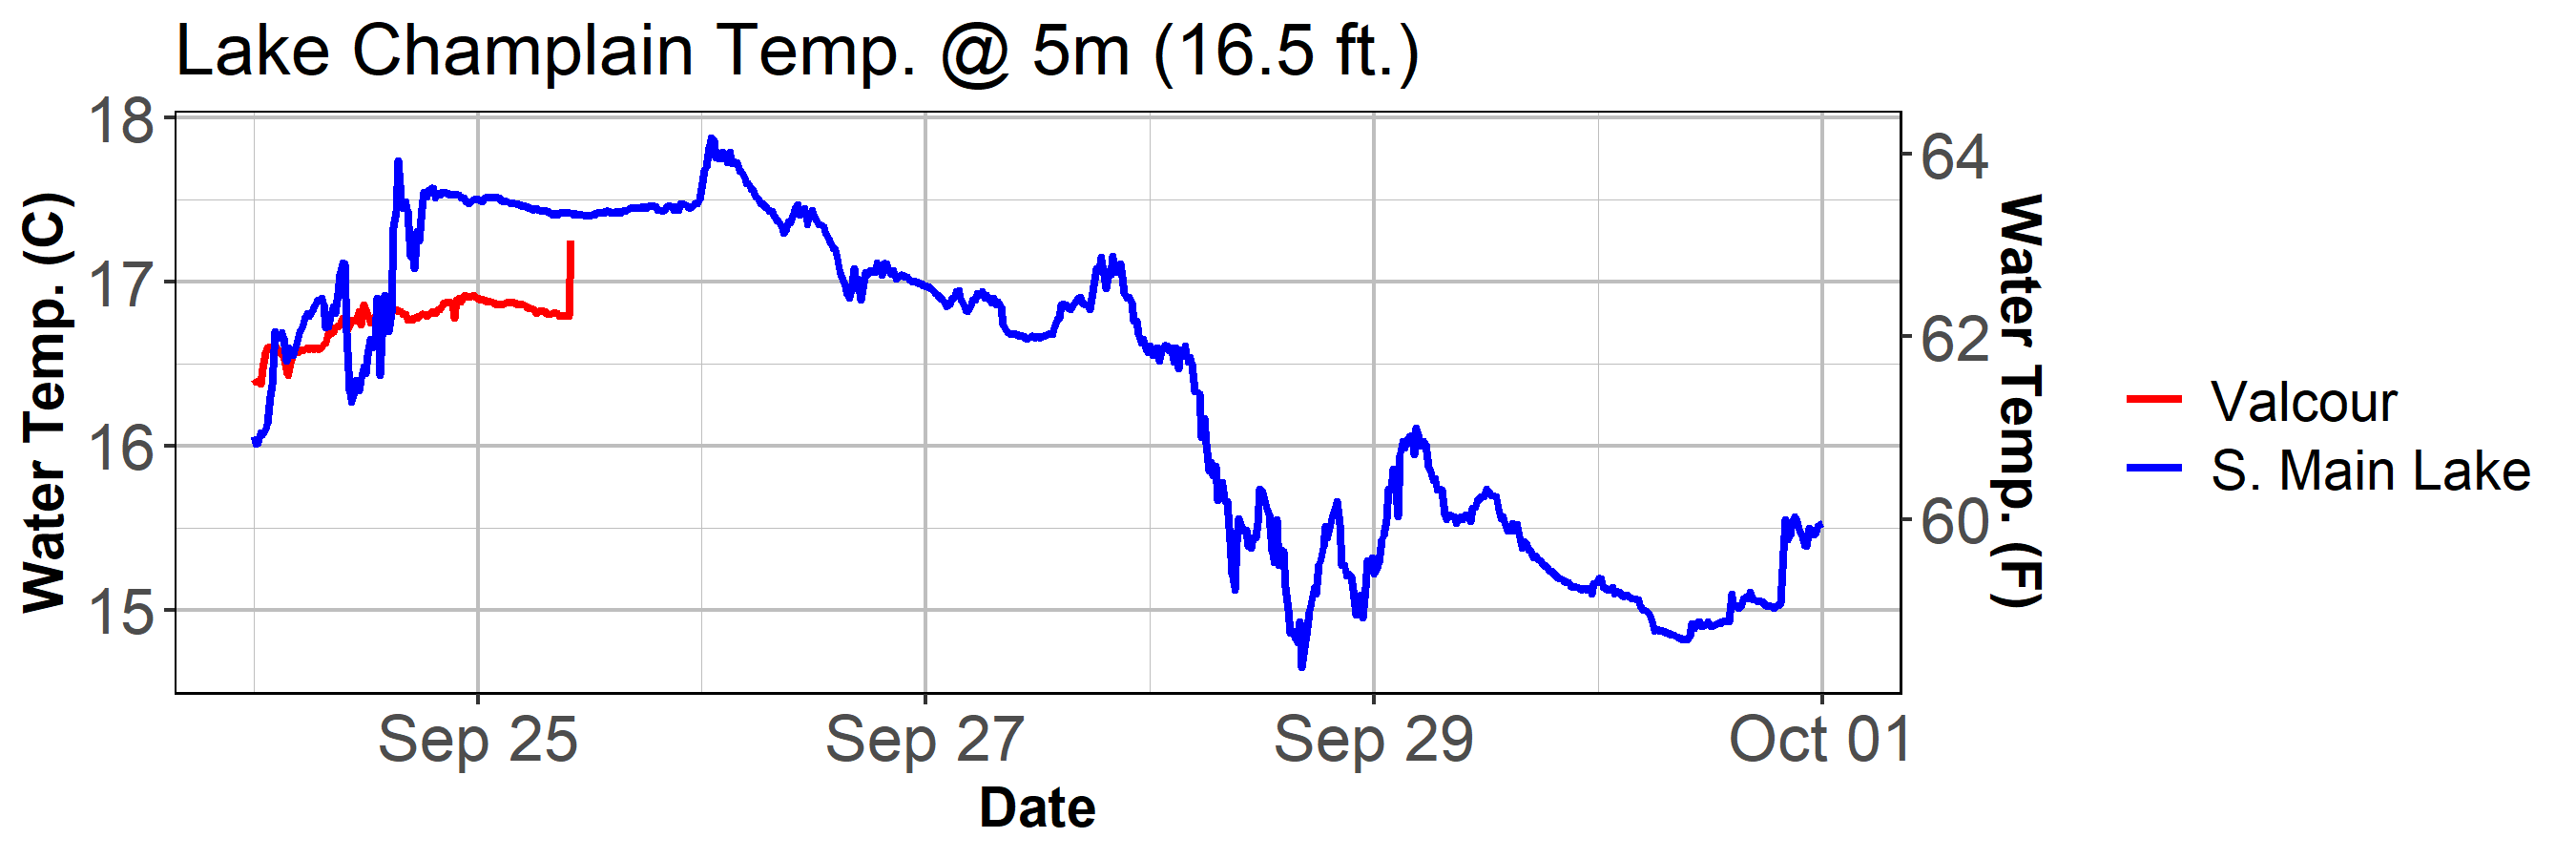 Lake Champlain Temp. @ 5m (16.5 ft.)
Water Temp. (C)
18
17
16
15
64
62
60
Water Temp. (F)
Sep 25
Sep 27
Sep 29
Oct 01
Date
Valcour
S. Main Lake